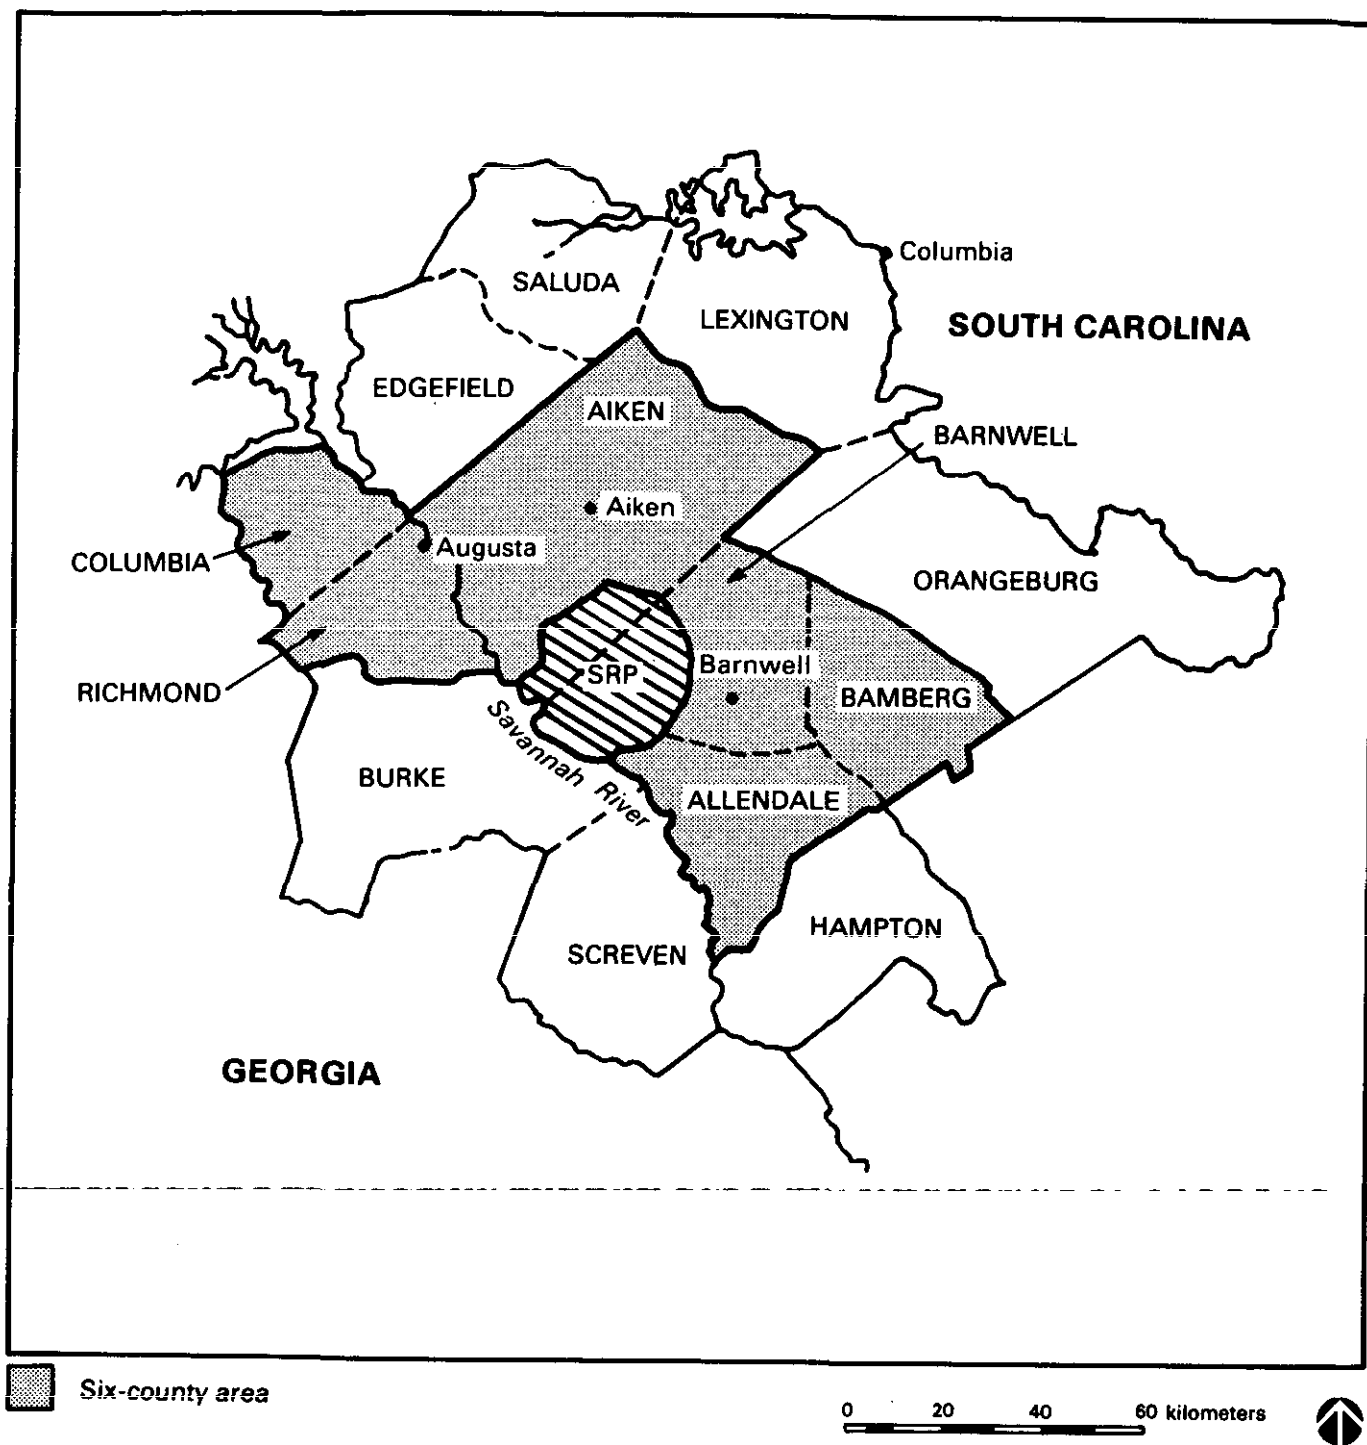 Columbia
SALUDA
LEXINGTON
SOUTH CAROLINA
EDGEFIELD
AIKEN
BARNWELL
Aiken
Augusta
COLUMBIA
ORANGEBURG
SRP
Barnwell
RICHMOND
BAMBERG
Savannah River
BURKE
ALLENDALE
HAMPTON
SCREVEN
GEORGIA
Six-county area
0 20 40 60 kilometers